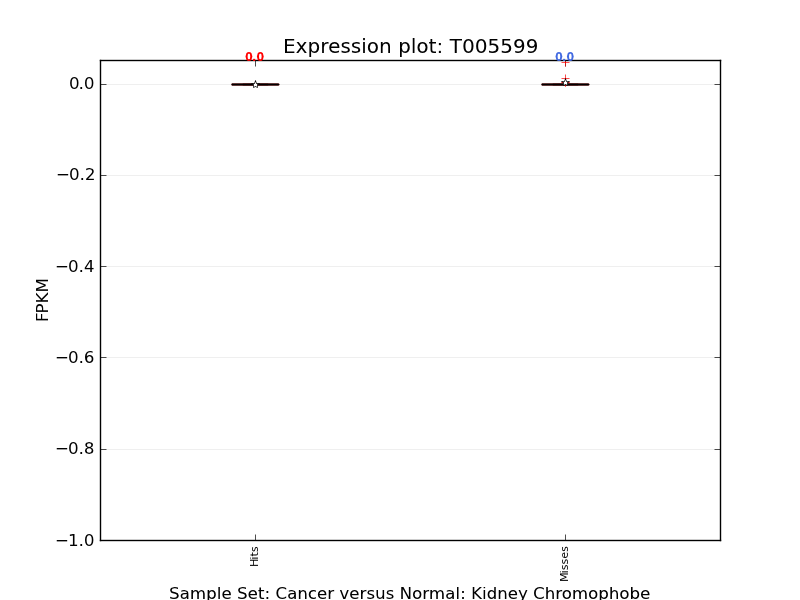 Expression plot: T005599
0.0 0.0
0.0
−0.2
−0.4
−0.6
−0.8
−1.0
FPKM
Hits Misses
Sample Set: Cancer versus Normal: Kidney Chromophobe